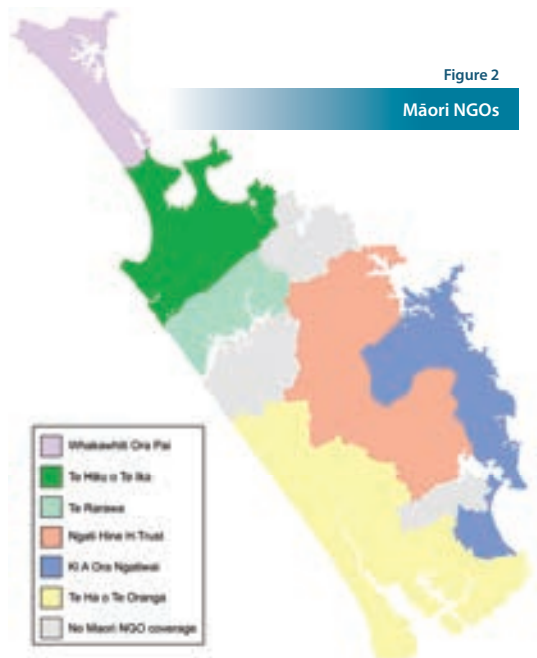 Figure 2
Māori NGOs
Whakawhiti Ora Pai
Te Hiku o Te Ika
Te Rarawa
Ngati Hine H Trust
Ki A Ora Ngatiwai
Te Ha o Te Oranga
No Maori NGO coverage